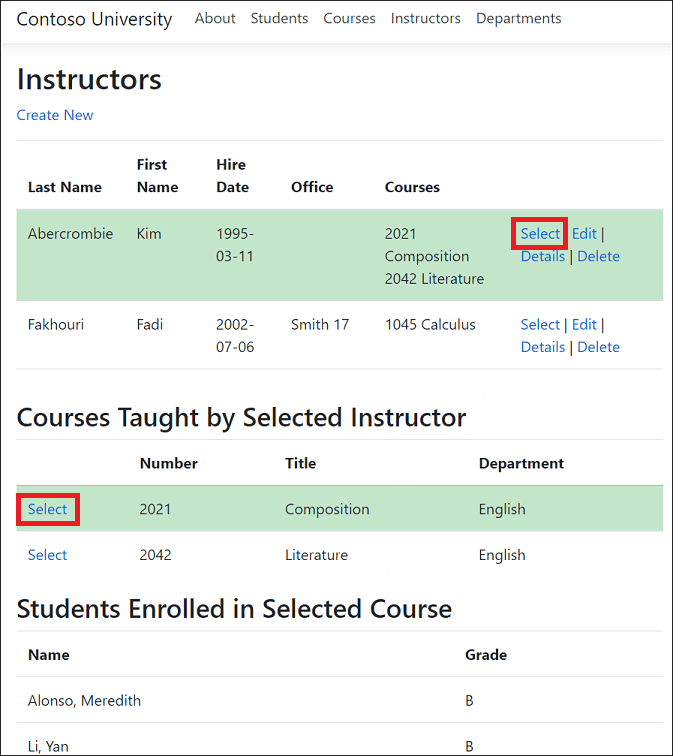 Contoso University About Students Courses Instructors Departments
Instructors
Create New
First Hire
Last Name Name Date Office Courses
Abercrombie Kim 1995- 2021 Select Edit |
03-11 Composition Details | Delete
2042 Literature
Fakhouri Fadi 2002- Smith 17 1045 Calculus Select | Edit |
07-06 Details | Delete
Courses Taught by Selected Instructor
Number Title Department
Select 2021 Composition English
Select 2042 Literature English
Students Enrolled in Selected Course
Name Grade
Alonso, Meredith B
Li, Yan B